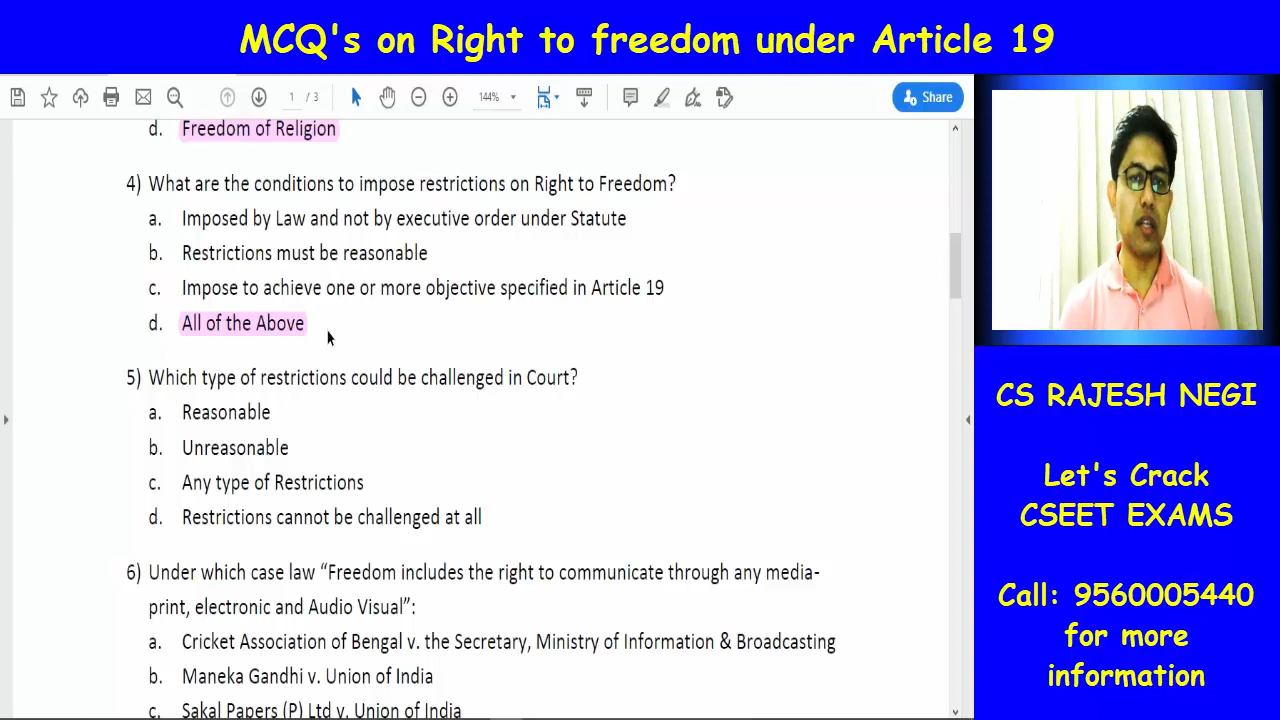 MCQ's on Right to freedom under Article 19
1 / 3
144%
Share
d. Freedom of Religion
4) What are the conditions to impose restrictions on Right to Freedom?
a. Imposed by Law and not by executive order under Statute
b. Restrictions must be reasonable
c. Impose to achieve one or more objective specified in Article 19
d. All of the Above
5) Which type of restrictions could be challenged in Court?
a. Reasonable
b. Unreasonable
c. Any type of Restrictions
d. Restrictions cannot be challenged at all
6) Under which case law “Freedom includes the right to communicate through any media-
print, electronic and Audio Visual”:
a. Cricket Association of Bengal v. the Secretary, Ministry of Information & Broadcasting
b. Maneka Gandhi v. Union of India
c. Sakal Papers (P) Ltd v. Union of India
CS RAJESH NEGI
Let's Crack
CSEET EXAMS
Call: 9560005440
for more
information